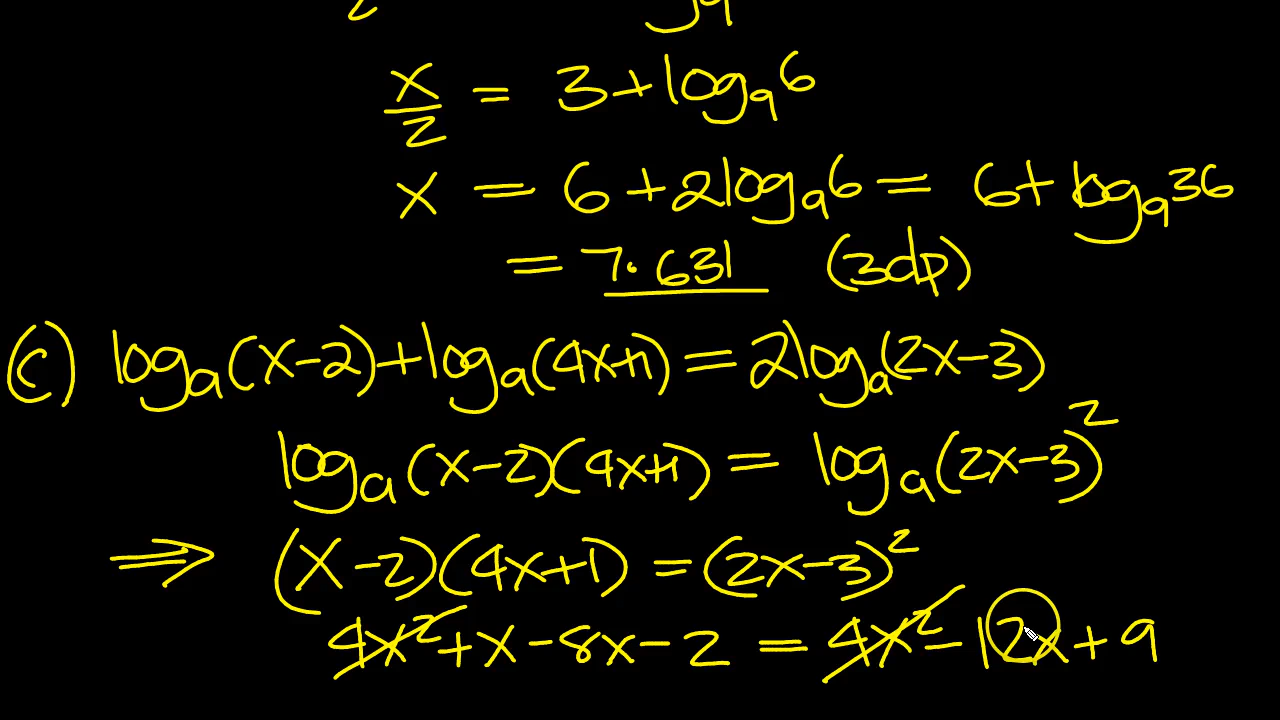 x/2 = 3 + log₉6
x = 6 + 2log₉6 = 6 + log₉36
= 7.631 (3dp)
(c) logₐ(x-2) + logₐ(4x+1) = 2logₐ(2x-3)
logₐ(x-2)(4x+1) = logₐ(2x-3)²
⇒ (x-2)(4x+1) = (2x-3)²
4x² + x - 8x - 2 = 4x² - 12x + 9